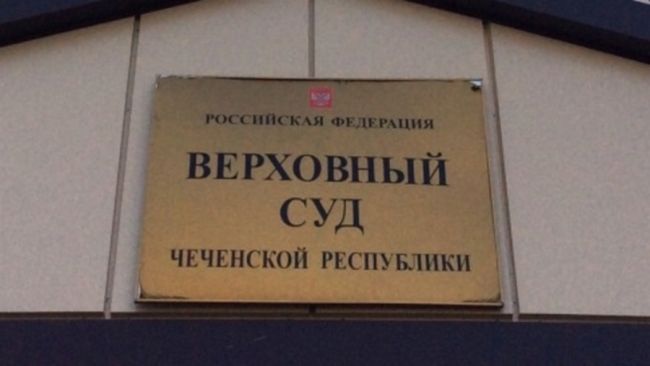 РОССИЙСКАЯ ФЕДЕРАЦИЯ
ВЕРХОВНЫЙ
СУД
ЧЕЧЕНСКОЙ РЕСПУБЛИКИ